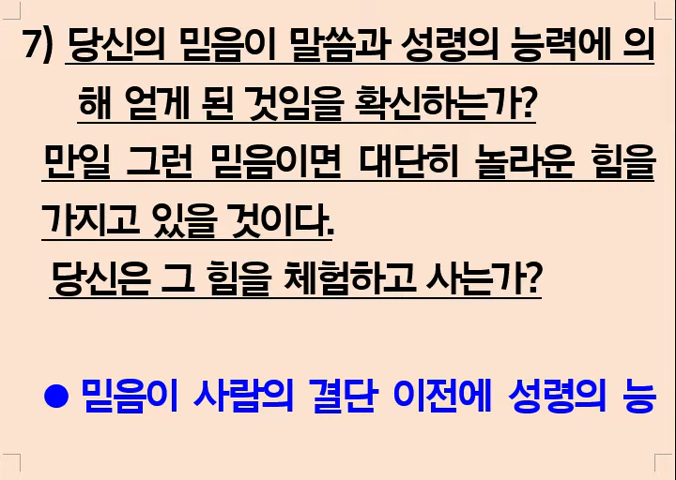 7) 당신의 믿음이 말씀과 성령의 능력에 의
해 얻게 된 것임을 확신하는가?
만일 그런 믿음이면 대단히 놀라운 힘을
가지고 있을 것이다.
당신은 그 힘을 체험하고 사는가?
● 믿음이 사람의 결단 이전에 성령의 능